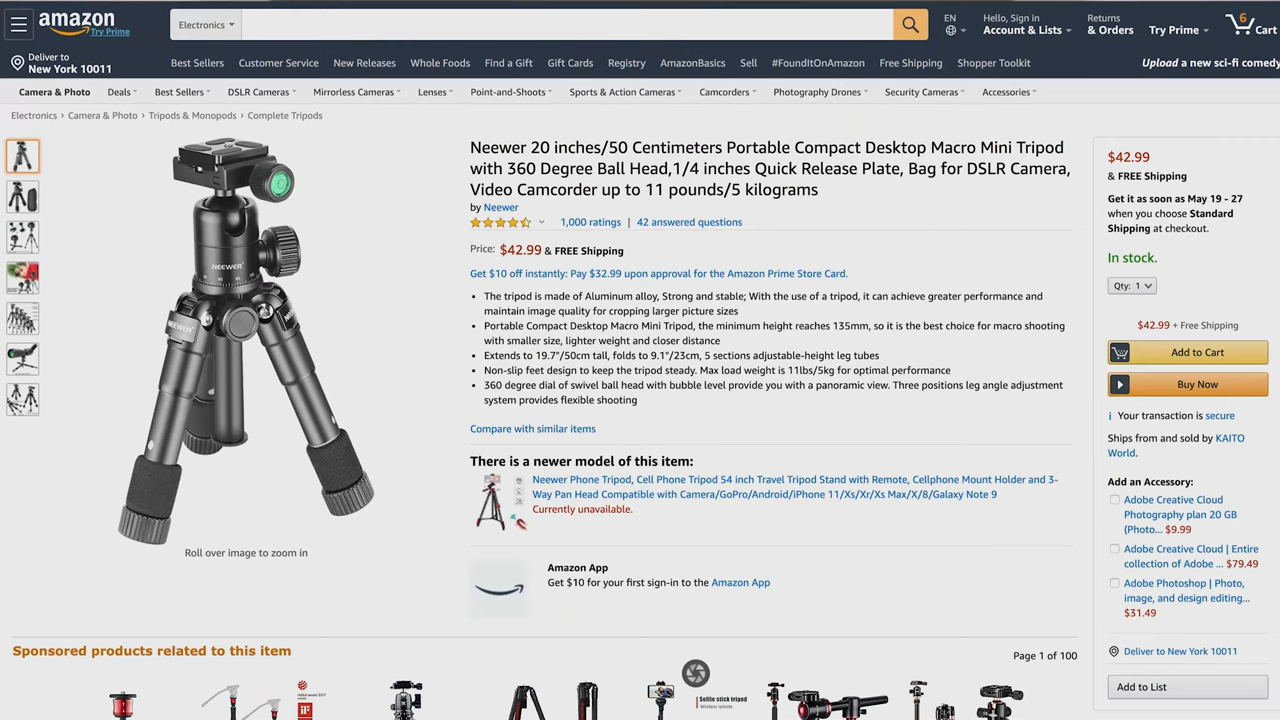 amazon
Try Prime
Electronics
EN
Hello, Sign in
Account & Lists
Returns
& Orders
Try Prime
6
Cart
Deliver to
New York 10011
Best Sellers
Customer Service
New Releases
Whole Foods
Find a Gift
Gift Cards
Registry
AmazonBasics
Sell
#FoundItOnAmazon
Free Shipping
Shopper Toolkit
Upload a new sci-fi comedy
Camera & Photo
Deals
Best Sellers
DSLR Cameras
Mirrorless Cameras
Lenses
Point-and-Shoots
Sports & Action Cameras
Camcorders
Photography Drones
Security Cameras
Accessories
Electronics › Camera & Photo › Tripods & Monopods › Complete Tripods
NEEWER
NEEWER
Roll over image to zoom in
Neewer 20 inches/50 Centimeters Portable Compact Desktop Macro Mini Tripod
with 360 Degree Ball Head,1/4 inches Quick Release Plate, Bag for DSLR Camera,
Video Camcorder up to 11 pounds/5 kilograms
by Neewer
1,000 ratings | 42 answered questions
Price: $42.99 & FREE Shipping
Get $10 off instantly: Pay $32.99 upon approval for the Amazon Prime Store Card.
• The tripod is made of Aluminum alloy, Strong and stable; With the use of a tripod, it can achieve greater performance and
maintain image quality for cropping larger picture sizes
• Portable Compact Desktop Macro Mini Tripod, the minimum height reaches 135mm, so it is the best choice for macro shooting
with smaller size, lighter weight and closer distance
• Extends to 19.7"/50cm tall, folds to 9.1"/23cm, 5 sections adjustable-height leg tubes
• Non-slip feet design to keep the tripod steady. Max load weight is 11lbs/5kg for optimal performance
• 360 degree dial of swivel ball head with bubble level provide you with a panoramic view. Three positions leg angle adjustment
system provides flexible shooting
Compare with similar items
There is a newer model of this item:
Neewer Phone Tripod, Cell Phone Tripod 54 inch Travel Tripod Stand with Remote, Cellphone Mount Holder and 3-
Way Pan Head Compatible with Camera/GoPro/Android/iPhone 11/Xs/Xr/Xs Max/X/8/Galaxy Note 9
Currently unavailable.
Amazon App
Get $10 for your first sign-in to the Amazon App
$42.99
& FREE Shipping
Get it as soon as May 19 - 27
when you choose Standard
Shipping at checkout.
In stock.
Qty: 1
$42.99 + Free Shipping
Add to Cart
Buy Now
Your transaction is secure
Ships from and sold by KAITO
World.
Add an Accessory:
Adobe Creative Cloud
Photography plan 20 GB
(Photo... $9.99
Adobe Creative Cloud | Entire
collection of Adobe ... $79.49
Adobe Photoshop | Photo,
image, and design editing...
$31.49
Deliver to New York 10011
Add to List
Sponsored products related to this item
Page 1 of 100
Selfie stick tripod
Wireless remote